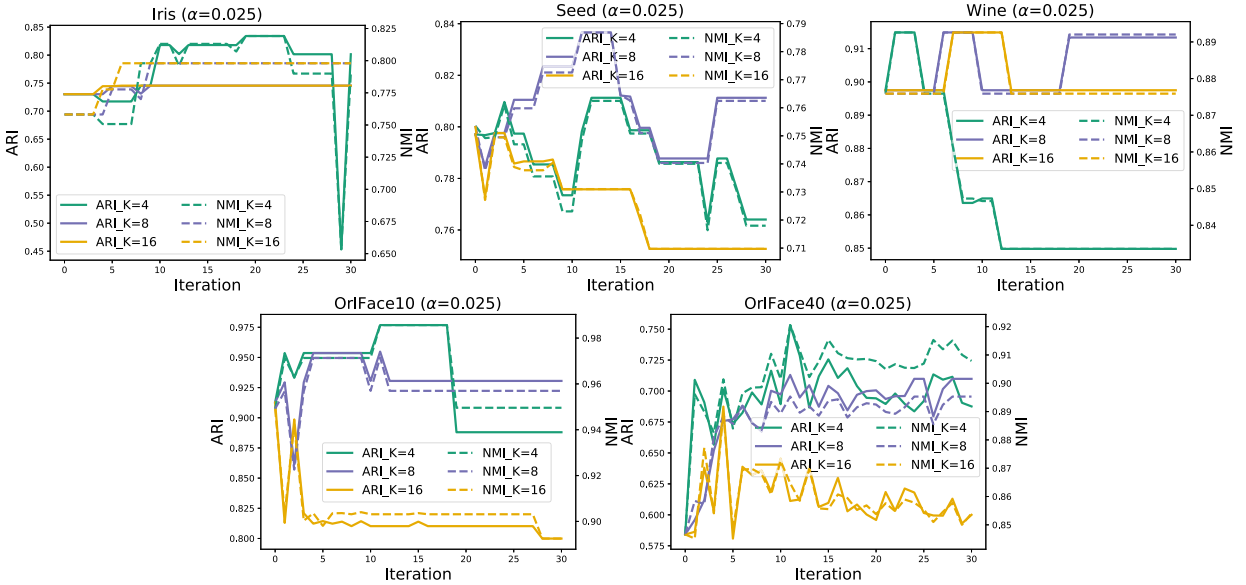 Iris (α=0.025)
0.85
0.80
0.75
0.70
0.65
0.60
0.55
0.50
0.45
ARI
0.825
0.800
0.775
0.750
0.725
0.700
0.675
0.650
NMI
ARI_K=4 NMI_K=4
ARI_K=8 NMI_K=8
ARI_K=16 NMI_K=16
0 5 10 15 20 25 30
Iteration
Seed (α=0.025)
0.84
0.82
0.80
0.78
0.76
ARI
0.79
0.78
0.77
0.76
0.75
0.74
0.73
0.72
0.71
NMI
ARI_K=4 NMI_K=4
ARI_K=8 NMI_K=8
ARI_K=16 NMI_K=16
0 5 10 15 20 25 30
Iteration
Wine (α=0.025)
0.91
0.90
0.89
0.88
0.87
0.86
0.85
ARI
0.89
0.88
0.87
0.86
0.85
0.84
NMI
ARI_K=4 NMI_K=4
ARI_K=8 NMI_K=8
ARI_K=16 NMI_K=16
0 5 10 15 20 25 30
Iteration
OrlFace10 (α=0.025)
0.975
0.950
0.925
0.900
0.875
0.850
0.825
0.800
ARI
0.98
0.96
0.94
0.92
0.90
NMI
ARI_K=4 NMI_K=4
ARI_K=8 NMI_K=8
ARI_K=16 NMI_K=16
0 5 10 15 20 25 30
Iteration
OrlFace40 (α=0.025)
0.750
0.725
0.700
0.675
0.650
0.625
0.600
0.575
ARI
0.92
0.91
0.90
0.89
0.88
0.87
0.86
0.85
NMI
ARI_K=4 NMI_K=4
ARI_K=8 NMI_K=8
ARI_K=16 NMI_K=16
0 5 10 15 20 25 30
Iteration